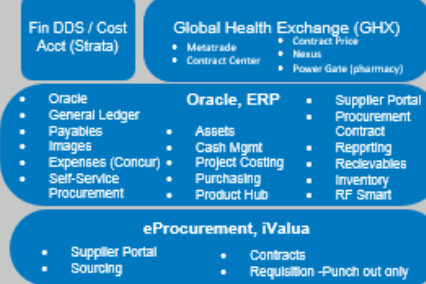 Fin DDS / Cost
Acct (Strata)
Global Health Exchange (GHX)
• Metatrade
• Contract Center
• Contract Price
• Nexus
• Power Gate (pharmacy)
Oracle, ERP
• Oracle
• General Ledger
• Payables
• Images
• Expenses (Concur)
• Self-Service
Procurement
• Assets
• Cash Mgmt
• Project Costing
• Purchasing
• Product Hub
• Supplier Portal
• Procurement
Contract
• Repprting
• Recievables
• Inventory
• RF Smart
eProcurement, iValua
• Supplier Portal
• Sourcing
• Contracts
• Requisition -Punch out only